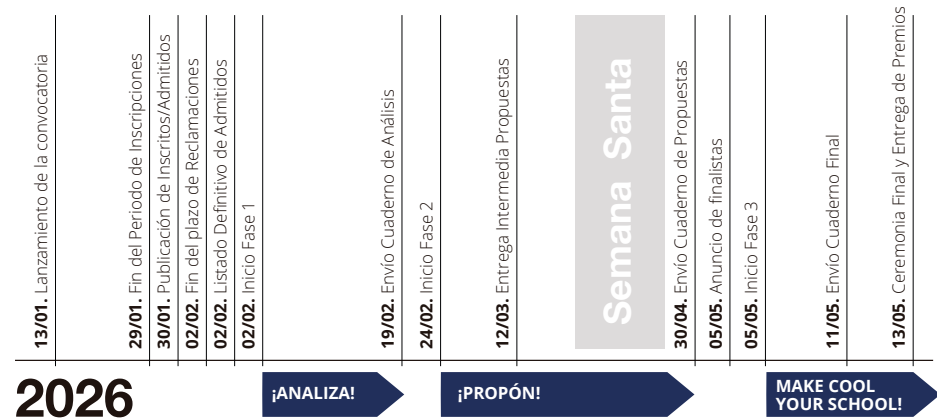 13/01. Lanzamiento de la convocatoria
29/01. Fin del Periodo de Inscripciones
30/01. Publicación de Inscritos/Admitidos
02/02. Fin del plazo de Reclamaciones
02/02. Listado Definitivo de Admitidos
02/02. Inicio Fase 1
19/02. Envío Cuaderno de Análisis
24/02. Inicio Fase 2
12/03. Entrega Intermedia Propuestas
Semana Santa
30/04. Envío Cuaderno de Propuestas
05/05. Anuncio de finalistas
05/05. Inicio Fase 3
11/05. Envío Cuaderno Final
13/05. Ceremonia Final y Entrega de Premios
2026
¡ANALIZA!
¡PROPÓN!
MAKE COOL
YOUR SCHOOL!